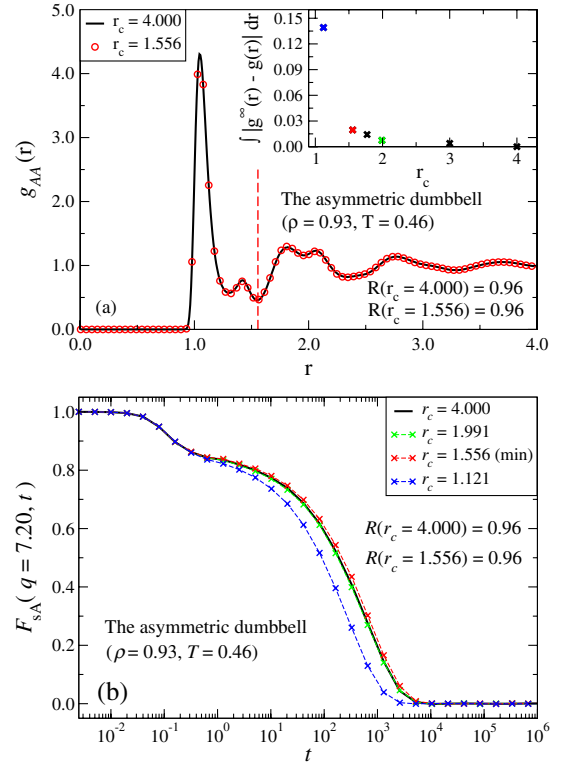 5.0
4.0
3.0
2.0
1.0
0.0
g_AA(r)
r_c = 4.000
r_c = 1.556
0.15
0.12
0.09
0.06
0.03
0.00
∫ |g^∞(r) - g(r)| dr
1 2 3 4
r_c
The asymmetric dumbbell
(ρ = 0.93, T = 0.46)
R(r_c = 4.000) = 0.96
R(r_c = 1.556) = 0.96
(a)
0.0 1.0 2.0 3.0 4.0
r
1.0
0.8
0.6
0.4
0.2
0.0
F_sA( q = 7.20, t )
r_c = 4.000
r_c = 1.991
r_c = 1.556 (min)
r_c = 1.121
R(r_c = 4.000) = 0.96
R(r_c = 1.556) = 0.96
The asymmetric dumbbell
(ρ = 0.93, T = 0.46)
(b)
10^-2 10^-1 10^0 10^1 10^2 10^3 10^4 10^5 10^6
t